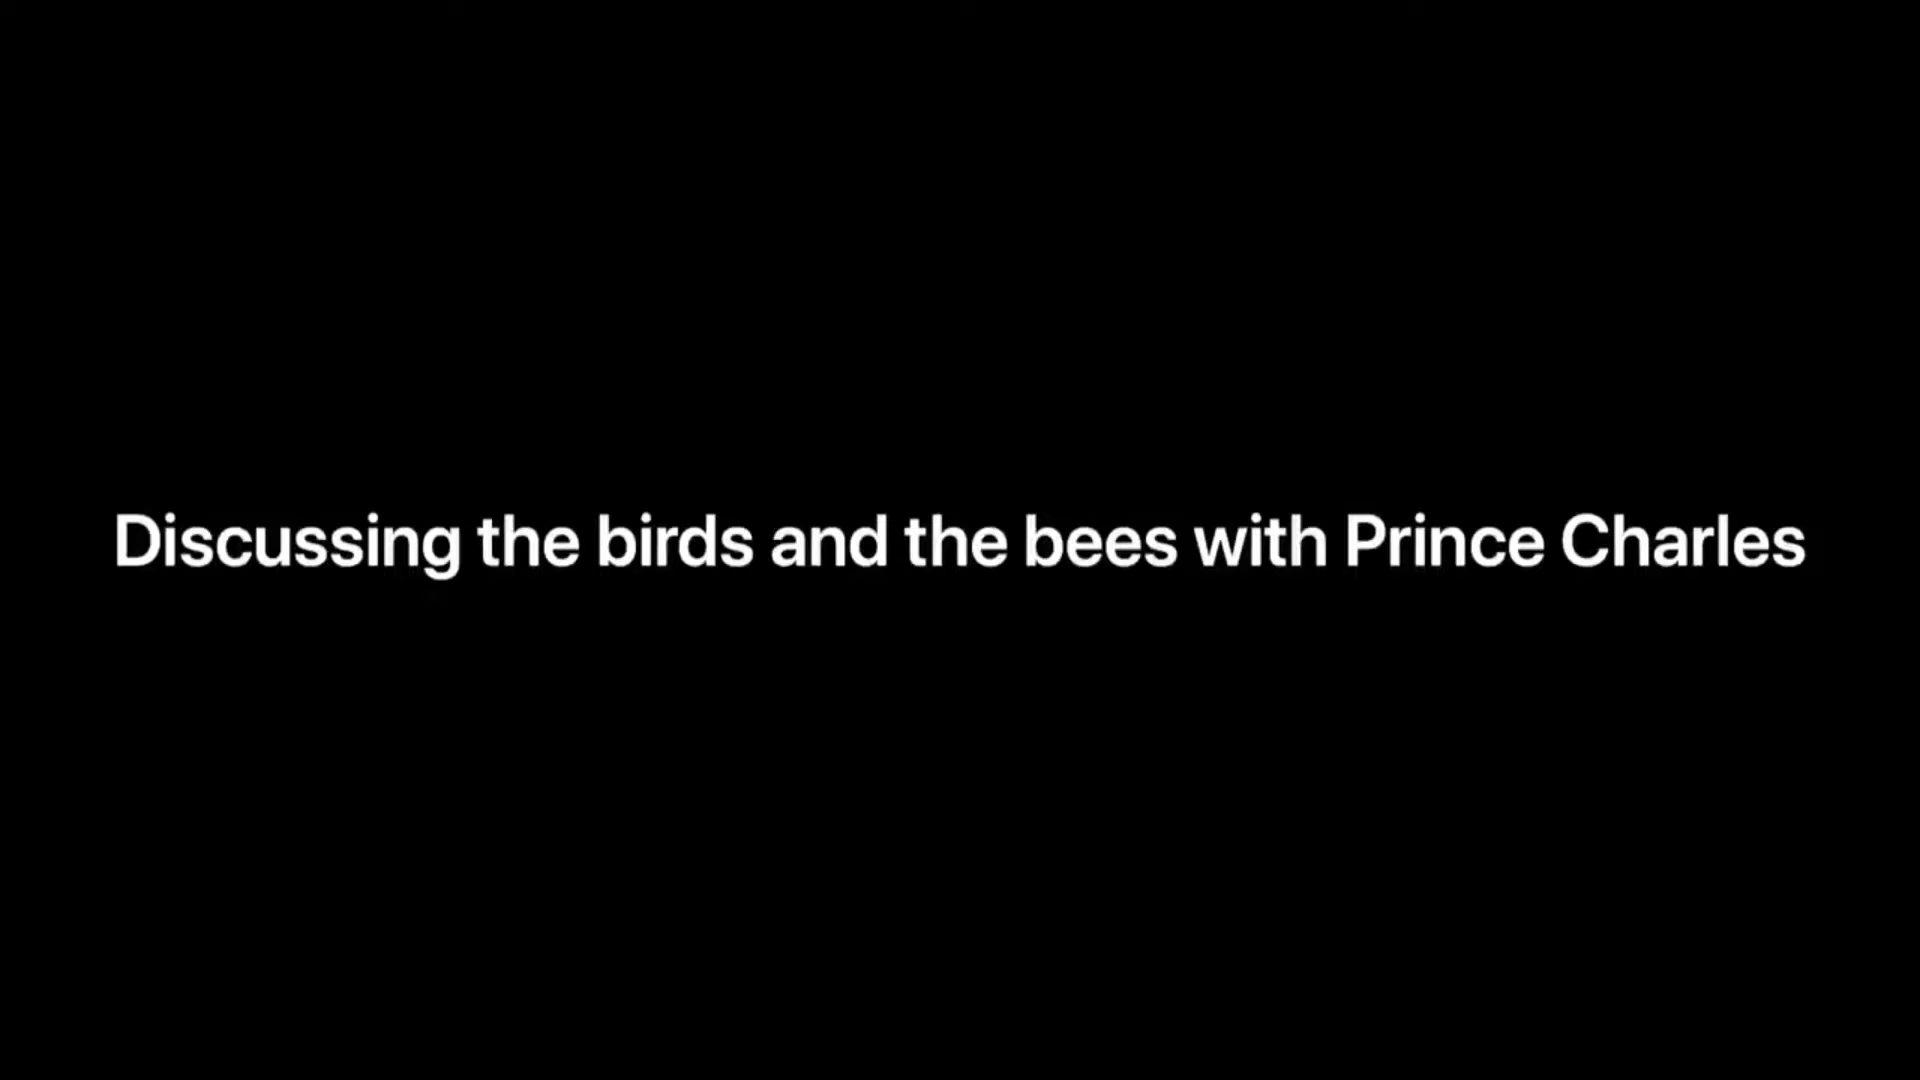 Discussing the birds and the bees with Prince Charles